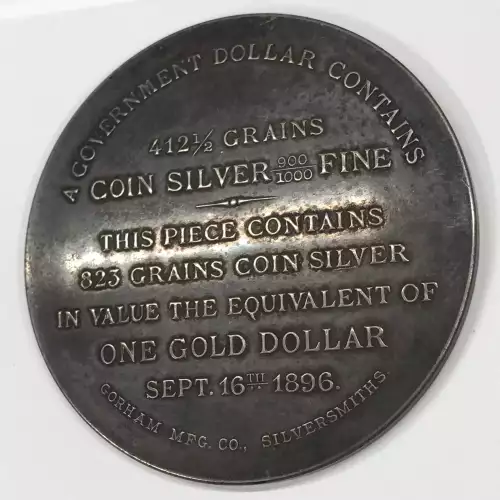 A GOVERNMENT DOLLAR CONTAINS
412½ GRAINS
COIN SILVER 900/1000 FINE
THIS PIECE CONTAINS
823 GRAINS COIN SILVER
IN VALUE THE EQUIVALENT OF
ONE GOLD DOLLAR
SEPT. 16TH 1896.
GORHAM MFG. CO., SILVERSMITHS.